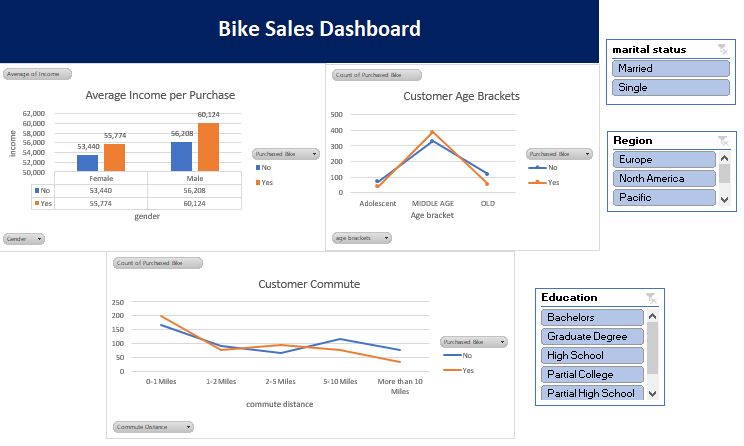 Bike Sales Dashboard
Average of Income
Average Income per Purchase
62,000
60,000
58,000
56,000
54,000
52,000
50,000
income
53,440
55,774
56,208
60,124
Female Male
No 53,440 56,208
Yes 55,774 60,124
gender
Purchased Bike
No
Yes
Gender
Count of Purchased Bike
Customer Age Brackets
500
400
300
200
100
0
Adolescent MIDDLE AGE OLD
Age bracket
Purchased Bike
No
Yes
age brackets
marital status
Married
Single
Region
Europe
North America
Pacific
Count of Purchased Bike
Customer Commute
250
200
150
100
50
0
0-1 Miles 1-2 Miles 2-5 Miles 5-10 Miles More than 10
Miles
commute distance
Purchased Bike
No
Yes
Commute Distance
Education
Bachelors
Graduate Degree
High School
Partial College
Partial High School